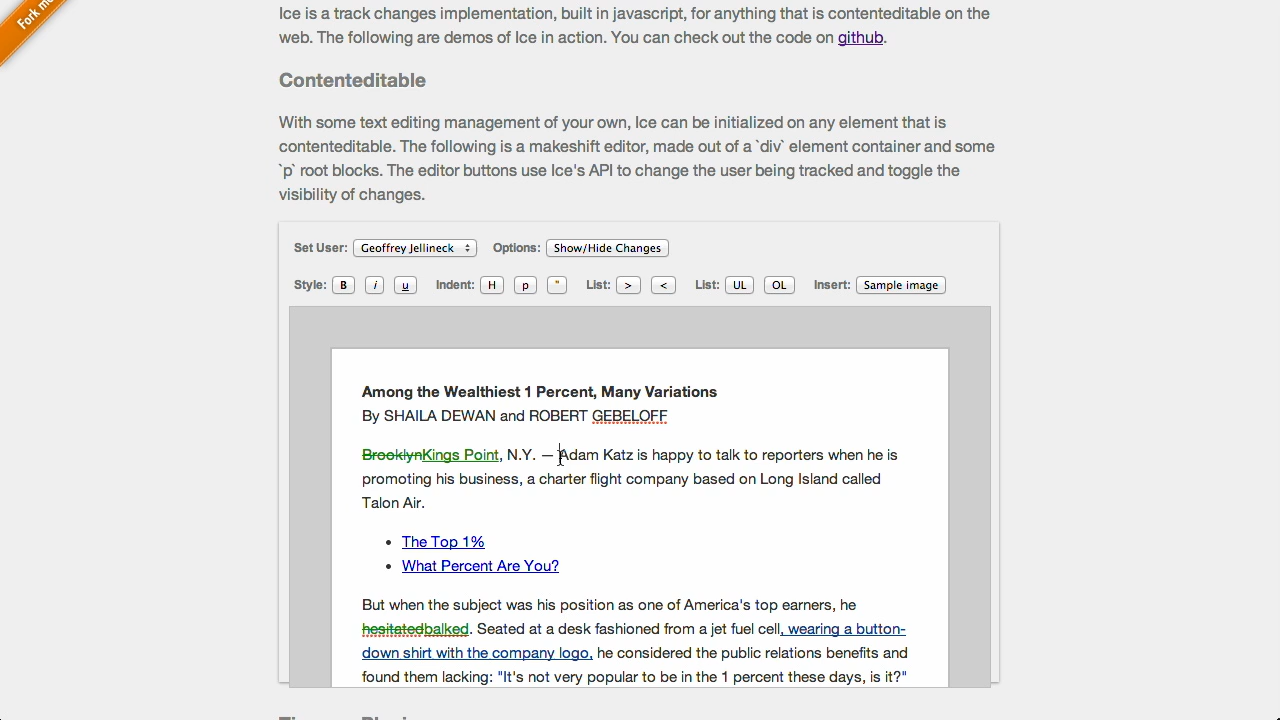 Fork me
Ice is a track changes implementation, built in javascript, for anything that is contenteditable on the
web. The following are demos of Ice in action. You can check out the code on github.
Contenteditable
With some text editing management of your own, Ice can be initialized on any element that is
contenteditable. The following is a makeshift editor, made out of a `div` element container and some
`p` root blocks. The editor buttons use Ice's API to change the user being tracked and toggle the
visibility of changes.
Set User: Geoffrey Jellineck Options: Show/Hide Changes
Style: B i u Indent: H p " List: > < List: UL OL Insert: Sample image
Among the Wealthiest 1 Percent, Many Variations
By SHAILA DEWAN and ROBERT GEBELOFF
BrooklynKings Point, N.Y. — Adam Katz is happy to talk to reporters when he is
promoting his business, a charter flight company based on Long Island called
Talon Air.
• The Top 1%
• What Percent Are You?
But when the subject was his position as one of America's top earners, he
hesitatedbalked. Seated at a desk fashioned from a jet fuel cell, wearing a button-
down shirt with the company logo, he considered the public relations benefits and
found them lacking: "It's not very popular to be in the 1 percent these days, is it?"